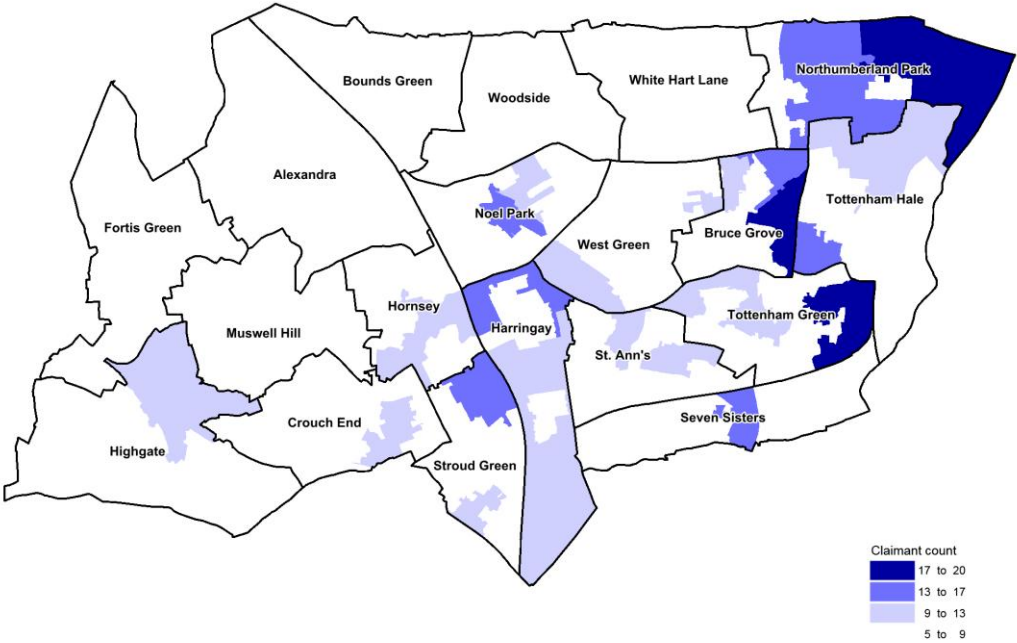 Northumberland Park
Bounds Green
White Hart Lane
Woodside
Alexandra
Tottenham Hale
Noel Park
Fortis Green
Bruce Grove
West Green
Hornsey
Tottenham Green
Muswell Hill
Harringay
St. Ann's
Seven Sisters
Crouch End
Highgate
Stroud Green
Claimant count
17 to 20
13 to 17
9 to 13
5 to 9